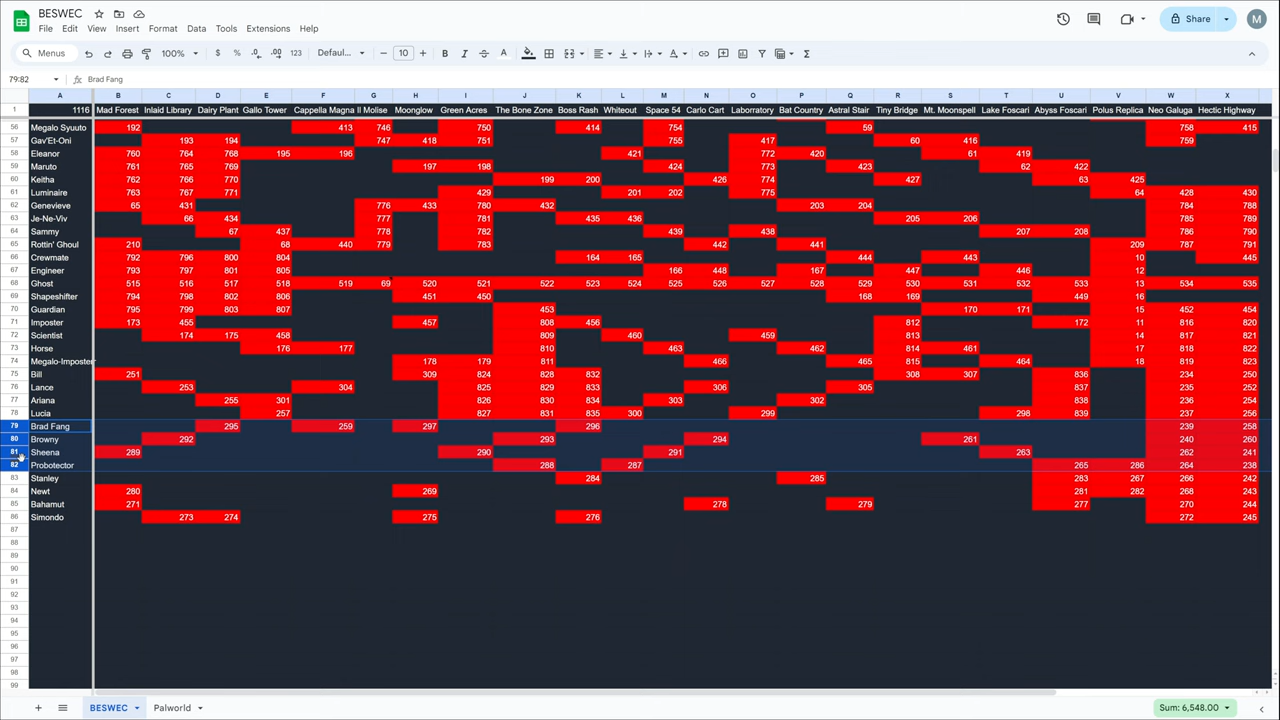 BESWEC
File Edit View Insert Format Data Tools Extensions Help
Share M
Menus 100% $ % .0 .00 123 Defaul... 10 B I A Σ
79:82 fx Brad Fang
A B C D E F G H I J K L M N O P Q R S T U V W X
1 1116 Mad Forest Inlaid Library Dairy Plant Gallo Tower Cappella Magna Il Molise Moonglow Green Acres The Bone Zone Boss Rash Whiteout Space 54 Carlo Cart Laborratory Bat Country Astral Stair Tiny Bridge Mt. Moonspell Lake Foscari Abyss Foscari Polus Replica Neo Galuga Hectic Highway
56 Megalo Syuuto 192 413 746 750 414 754 59 758 415
57 Gav'Et-Oni 193 194 747 418 751 755 417 60 416 759
58 Eleanor 760 764 768 195 196 421 772 420 61 419
59 Maruto 761 765 769 197 198 424 773 423 62 422
60 Keitha 762 766 770 199 200 426 774 427 63 425
61 Luminaire 763 767 771 429 201 202 775 64 428 430
62 Genevieve 65 431 776 433 780 432 203 204 784 788
63 Je-Ne-Viv 66 434 777 781 435 436 205 206 785 789
64 Sammy 67 437 778 782 439 438 207 208 786 790
65 Rottin' Ghoul 210 68 440 779 783 442 441 209 787 791
66 Crewmate 792 796 800 804 164 165 444 443 10 445
67 Engineer 793 797 801 805 166 448 167 447 446 12
68 Ghost 515 516 517 518 519 69 520 521 522 523 524 525 526 527 528 529 530 531 532 533 13 534 535
69 Shapeshifter 794 798 802 806 451 450 168 169 449 16
70 Guardian 795 799 803 807 453 170 171 15 452 454
71 Imposter 173 455 457 808 456 812 172 11 816 820
72 Scientist 174 175 458 809 460 459 813 14 817 821
73 Horse 176 177 810 463 462 814 461 17 818 822
74 Megalo-Imposter 178 179 811 466 465 815 464 18 819 823
75 Bill 251 309 824 828 832 308 307 836 234 250
76 Lance 253 304 825 829 833 306 305 837 235 252
77 Ariana 255 301 826 830 834 303 302 838 236 254
78 Lucia 257 827 831 835 300 299 298 839 237 256
79 Brad Fang 295 259 297 296 239 258
80 Browny 292 293 294 261 240 260
81 Sheena 289 290 291 263 262 241
82 Probotector 288 287 265 286 264 238
83 Stanley 284 285 283 267 266 242
84 Newt 280 269 281 282 268 243
85 Bahamut 271 278 279 277 270 244
86 Simondo 273 274 275 276 272 245
87
88
89
90
91
92
93
94
95
96
97
98
99
BESWEC Palworld Sum: 6,548.00